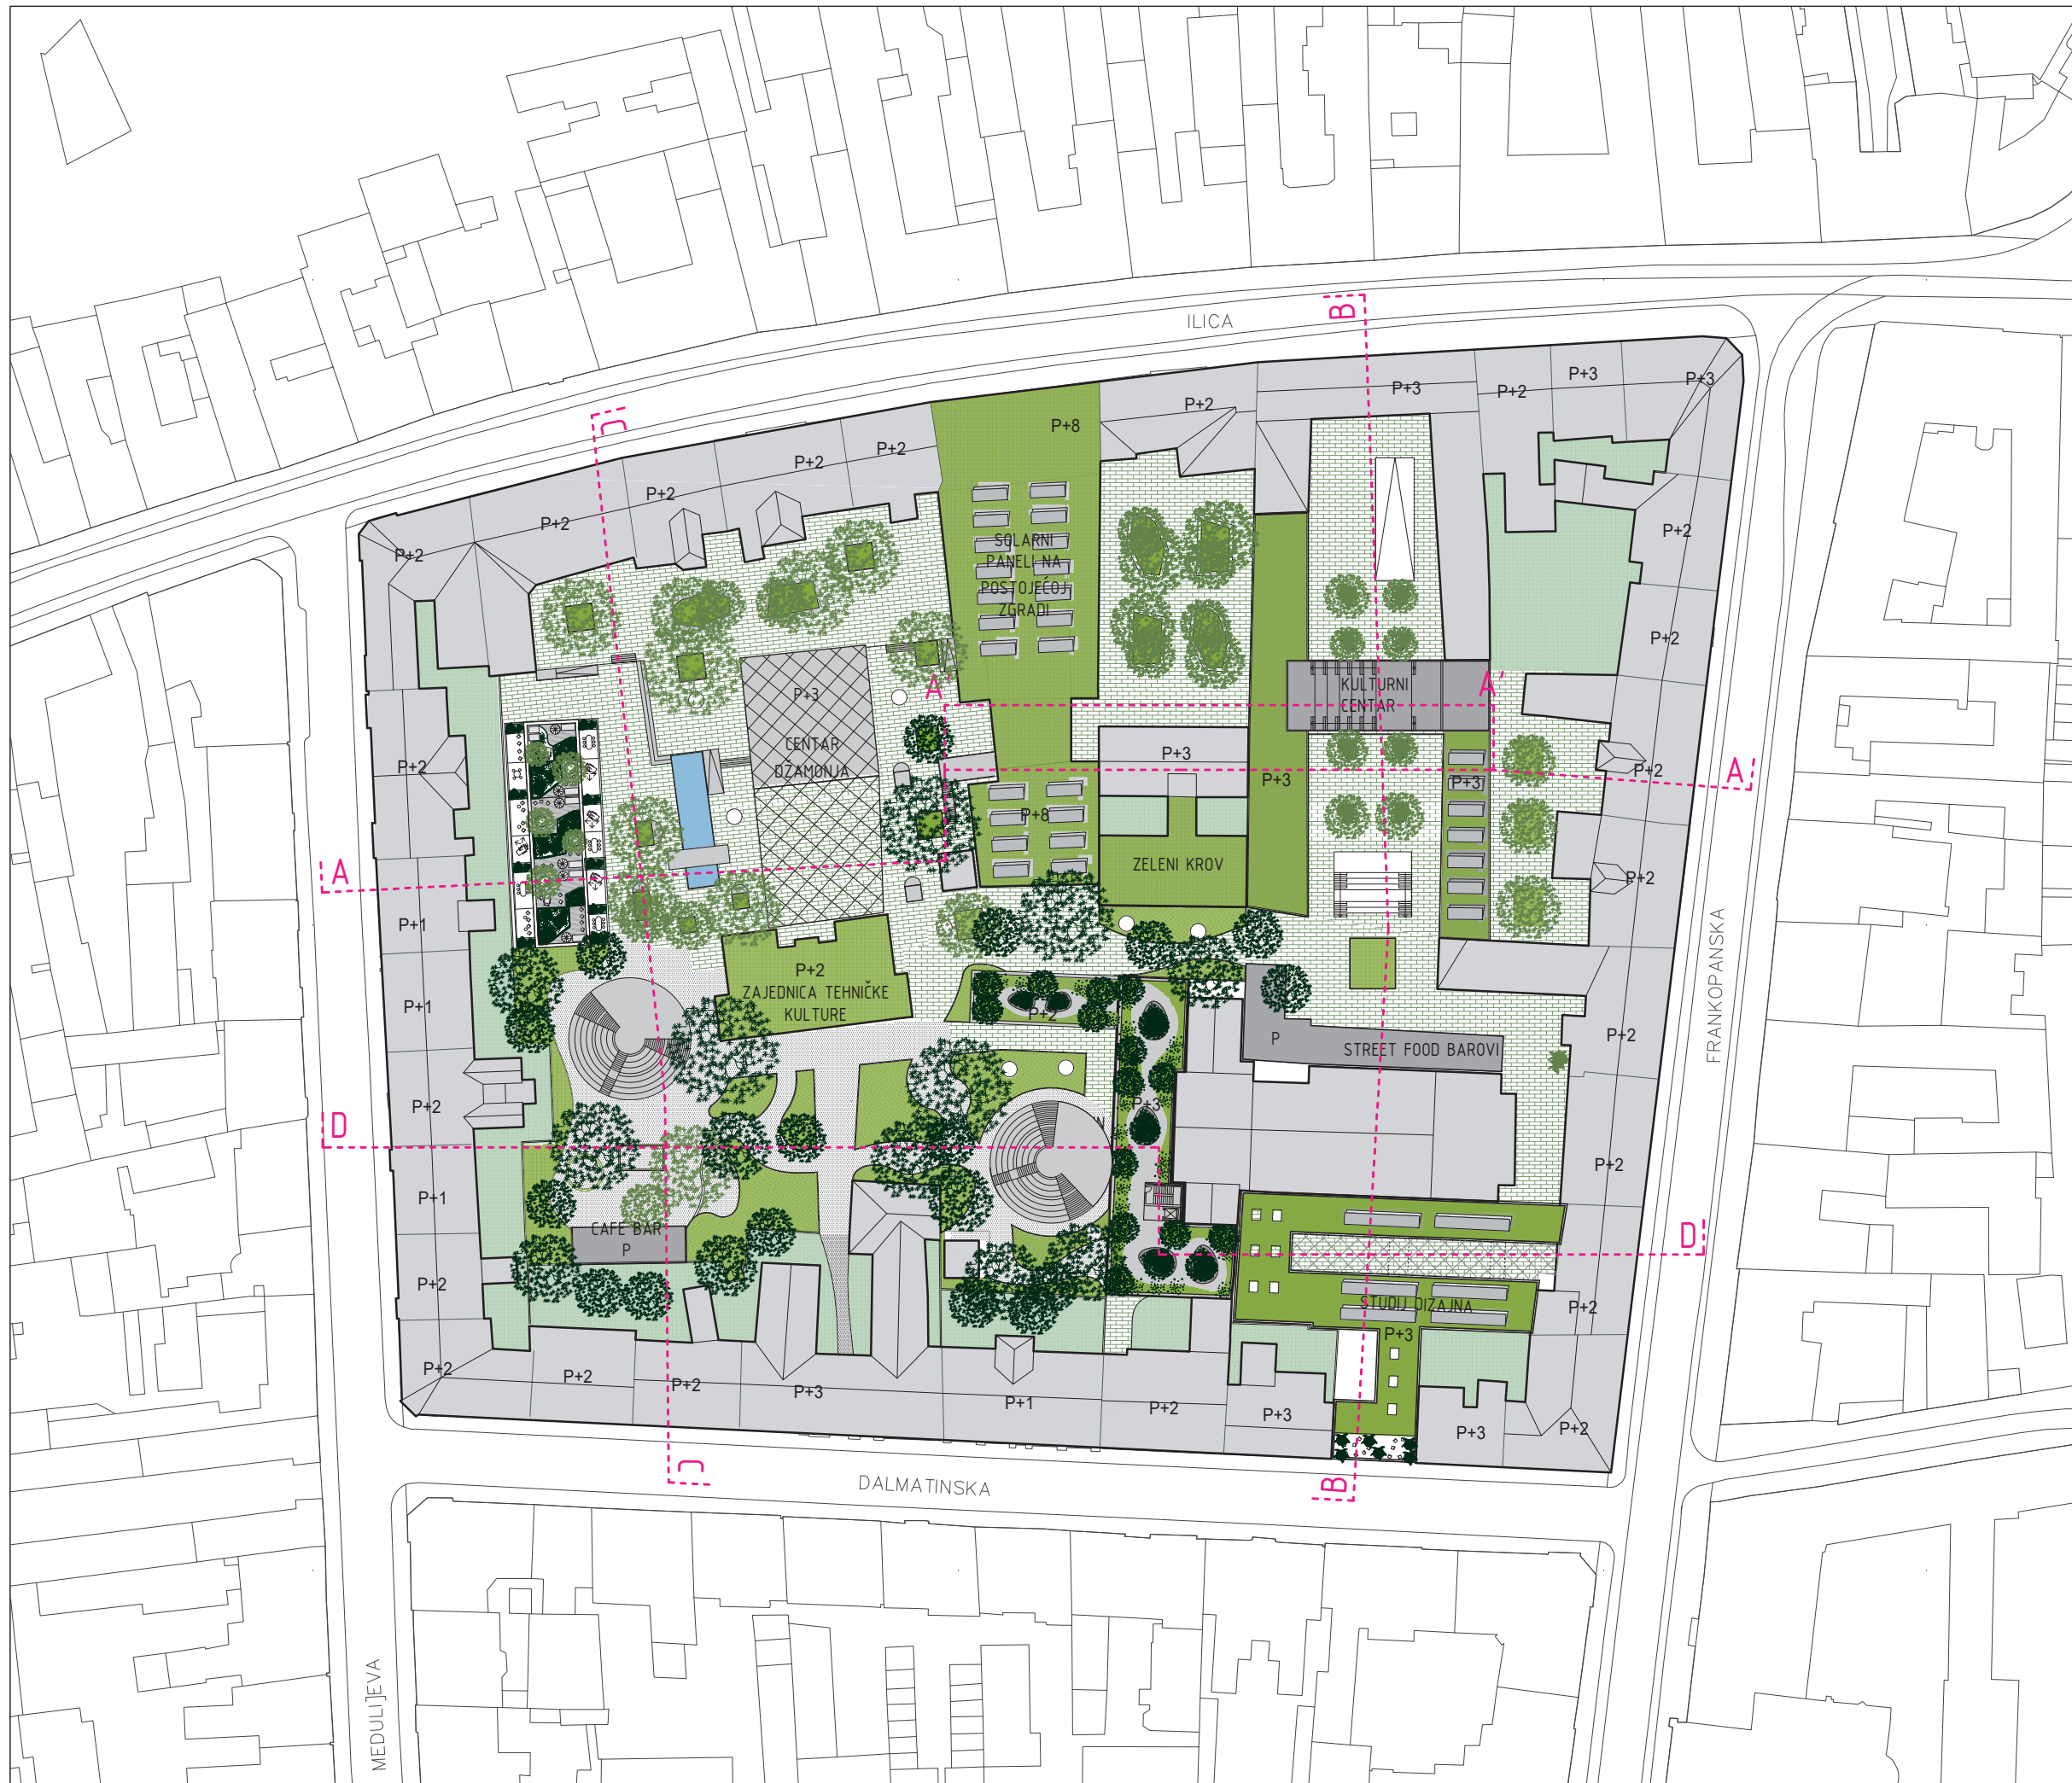 ILICA
B
P+3
P+3
P+2
P+3
P+2
P+8
C
P+2
P+2
P+2
P+2
P+2
P+2
SOLARNI
PANELI NA
POSTOJEĆOJ
ZGRADI
P+2
A'
KULTURNI
CENTAR
A'
P+3
CENTAR
DŽAMONJA
P+3
P+2
P+3
P+3
P+2
A
P+8
ZELENI KROV
A
P+2
P+1
FRANKOPANSKA
P+2
ZAJEDNICA TEHNIČKE
KULTURE
P+1
P+2
P
STREET FOOD BAROVI
P+2
P+2
D
P+3
P+2
P+1
CAFE BAR
P
D
P+2
STUDIJ DIZAJNA
P+2
P+3
P+2
P+2
P+2
P+3
P+1
P+2
P+3
P+3
P+2
C
B
DALMATINSKA
MEDULIJEVA